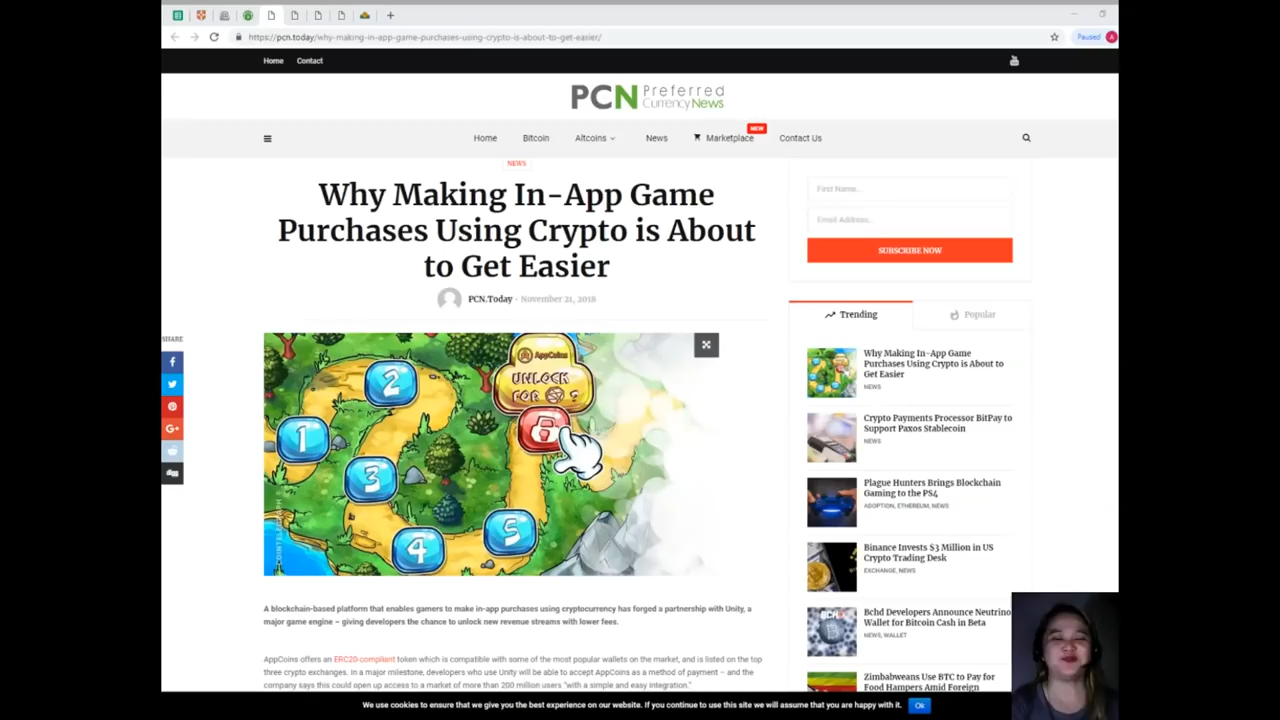 https://pcn.today/why-making-in-app-game-purchases-using-crypto-is-about-to-get-easier/
Paused
A
Home Contact
PCN Preferred
Currency News
Home Bitcoin Altcoins News Marketplace NEW Contact Us
NEWS
Why Making In-App Game
Purchases Using Crypto is About
to Get Easier
PCN.Today - November 21, 2018
SHARE
f
G+
digg
AppCoins
UNLOCK
FOR ?
1
2
3
4
5
COINTELEGRAPH
A blockchain-based platform that enables gamers to make in-app purchases using cryptocurrency has forged a partnership with Unity, a
major game engine – giving developers the chance to unlock new revenue streams with lower fees.
AppCoins offers an ERC20-compliant token which is compatible with some of the most popular wallets on the market, and is listed on the top
three crypto exchanges. In a major milestone, developers who use Unity will be able to accept AppCoins as a method of payment – and the
company says this could open up access to a market of more than 200 million users "with a simple and easy integration."
First Name...
Email Address...
SUBSCRIBE NOW
Trending Popular
Why Making In-App Game
Purchases Using Crypto is About to
Get Easier
NEWS
Crypto Payments Processor BitPay to
Support Paxos Stablecoin
NEWS
Plague Hunters Brings Blockchain
Gaming to the PS4
ADOPTION, ETHEREUM, NEWS
Binance Invests $3 Million in US
Crypto Trading Desk
EXCHANGE, NEWS
Bchd Developers Announce Neutrino
Wallet for Bitcoin Cash in Beta
NEWS, WALLET
Zimbabweans Use BTC to Pay for
Food Hampers Amid Foreign
We use cookies to ensure that we give you the best experience on our website. If you continue to use this site we will assume that you are happy with it. Ok